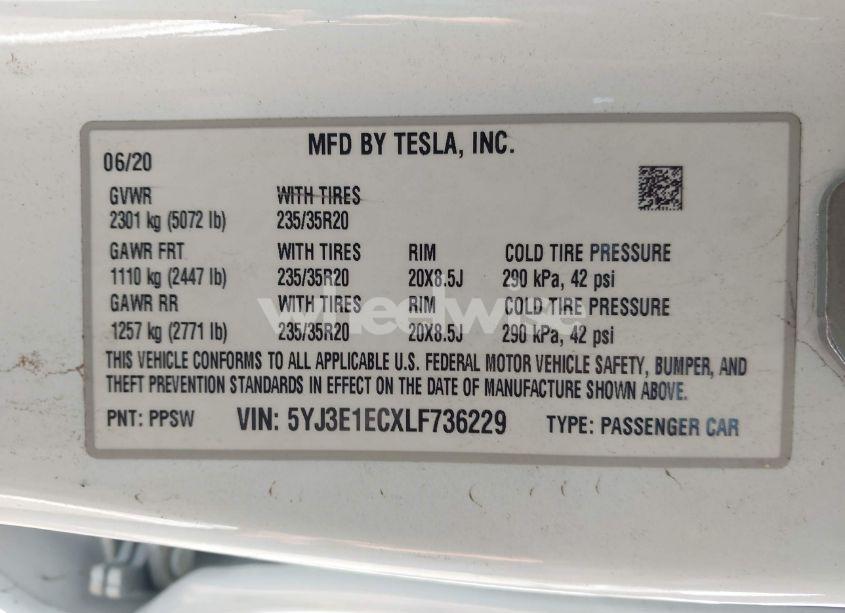 MFD BY TESLA, INC.
06/20
GVWR WITH TIRES
2301 kg (5072 lb) 235/35R20
GAWR FRT WITH TIRES RIM COLD TIRE PRESSURE
1110 kg (2447 lb) 235/35R20 20X8.5J 290 kPa, 42 psi
GAWR RR WITH TIRES RIM COLD TIRE PRESSURE
1257 kg (2771 lb) 235/35R20 20X8.5J 290 kPa, 42 psi
THIS VEHICLE CONFORMS TO ALL APPLICABLE U.S. FEDERAL MOTOR VEHICLE SAFETY, BUMPER, AND
THEFT PREVENTION STANDARDS IN EFFECT ON THE DATE OF MANUFACTURE SHOWN ABOVE.
PNT: PPSW VIN: 5YJ3E1ECXLF736229 TYPE: PASSENGER CAR
wheelwise